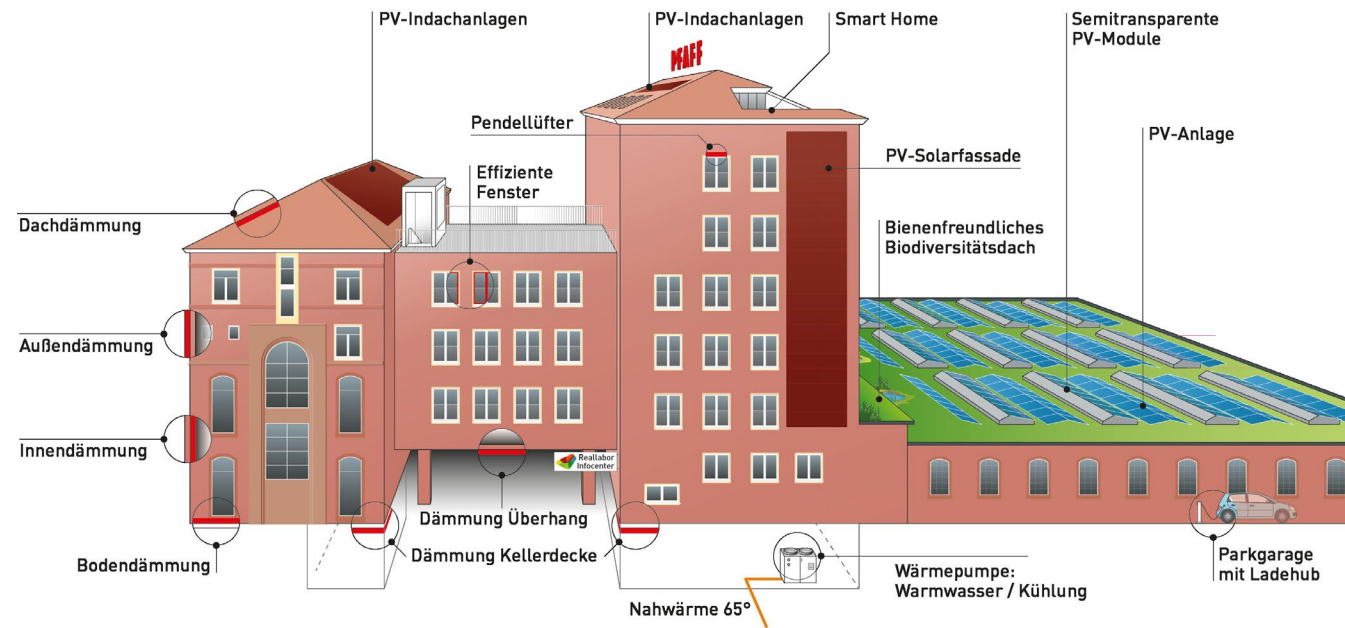 PV-Indachanlagen
PV-Indachanlagen
Smart Home
Semitransparente
PV-Module
PFAFF
Pendellüfter
PV-Anlage
PV-Solarfassade
Effiziente
Fenster
Dachdämmung
Bienenfreundliches
Biodiversitätsdach
Außendämmung
Innendämmung
Reallabor
Infocenter
Dämmung Überhang
Dämmung Kellerdecke
Bodendämmung
Wärmepumpe:
Warmwasser / Kühlung
Parkgarage
mit Ladehub
Nahwärme 65°